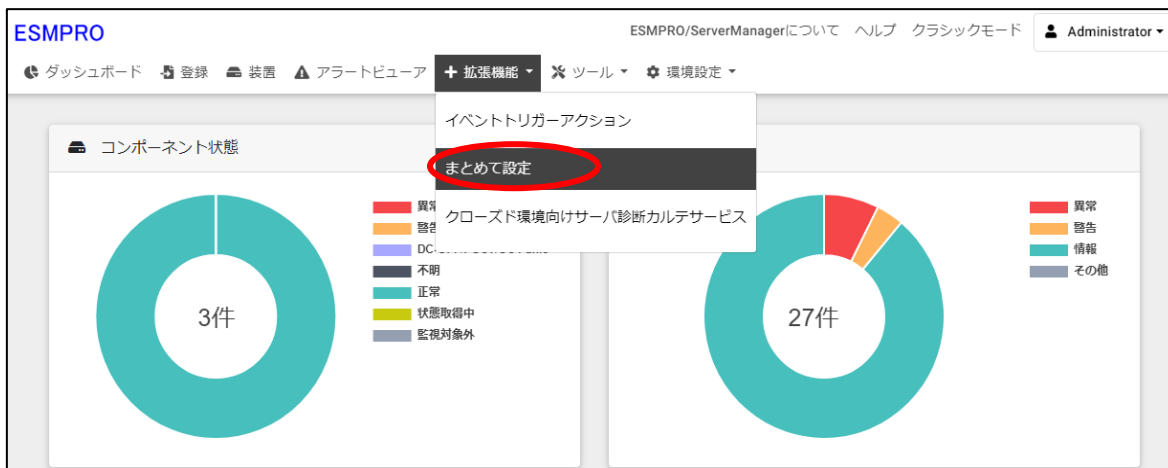 ESMPRO
ESMPRO/ServerManagerについて ヘルプ クラシックモード Administrator
ダッシュボード 登録 装置 アラートビューア 拡張機能 ツール 環境設定
イベントトリガーアクション
まとめて設定
クローズド環境向けサーバ診断カルテサービス
コンポーネント状態
3件
不明
正常
状態取得中
監視対象外
27件
異常
警告
情報
その他